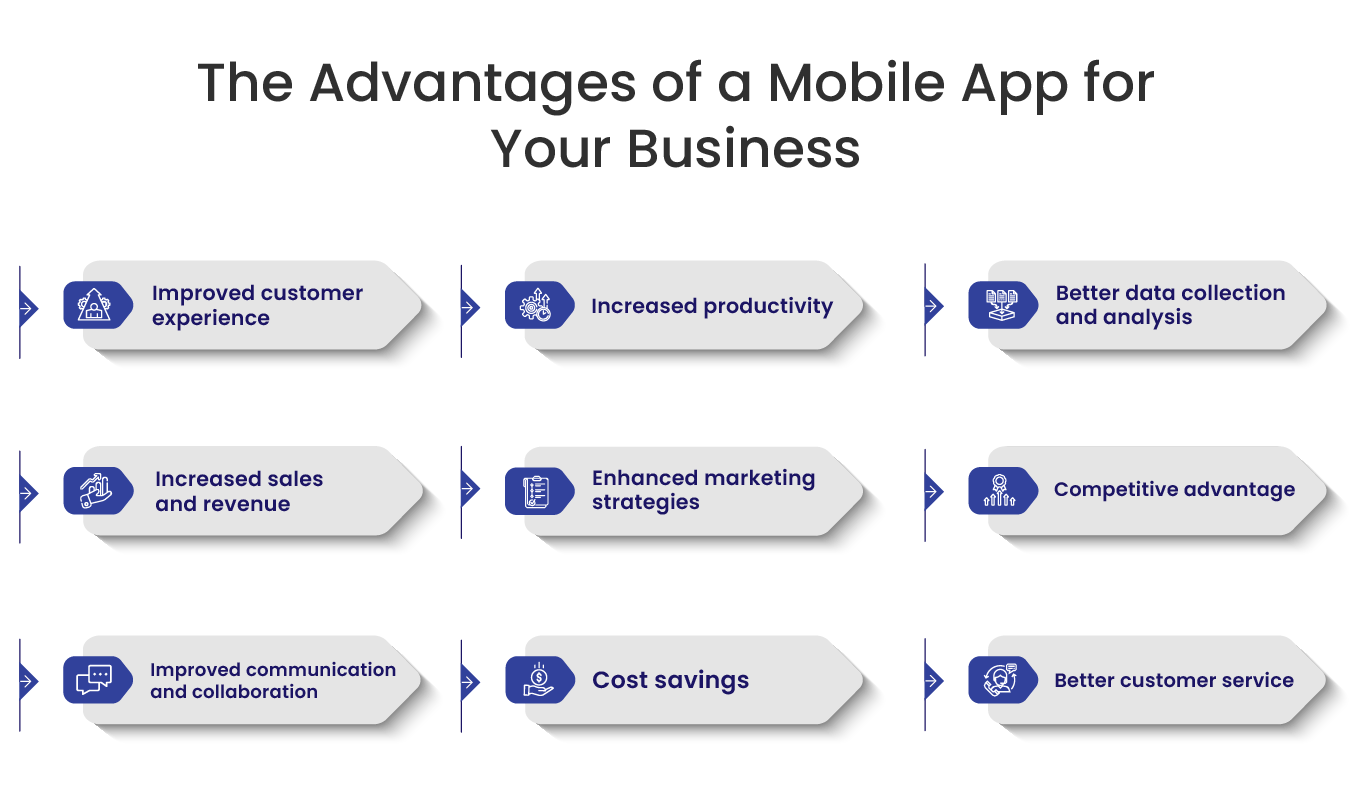 The Advantages of a Mobile App for
Your Business
Improved customer
experience
Increased productivity
Better data collection
and analysis
Increased sales
and revenue
Enhanced marketing
strategies
Competitive advantage
Improved communication
and collaboration
Cost savings
Better customer service